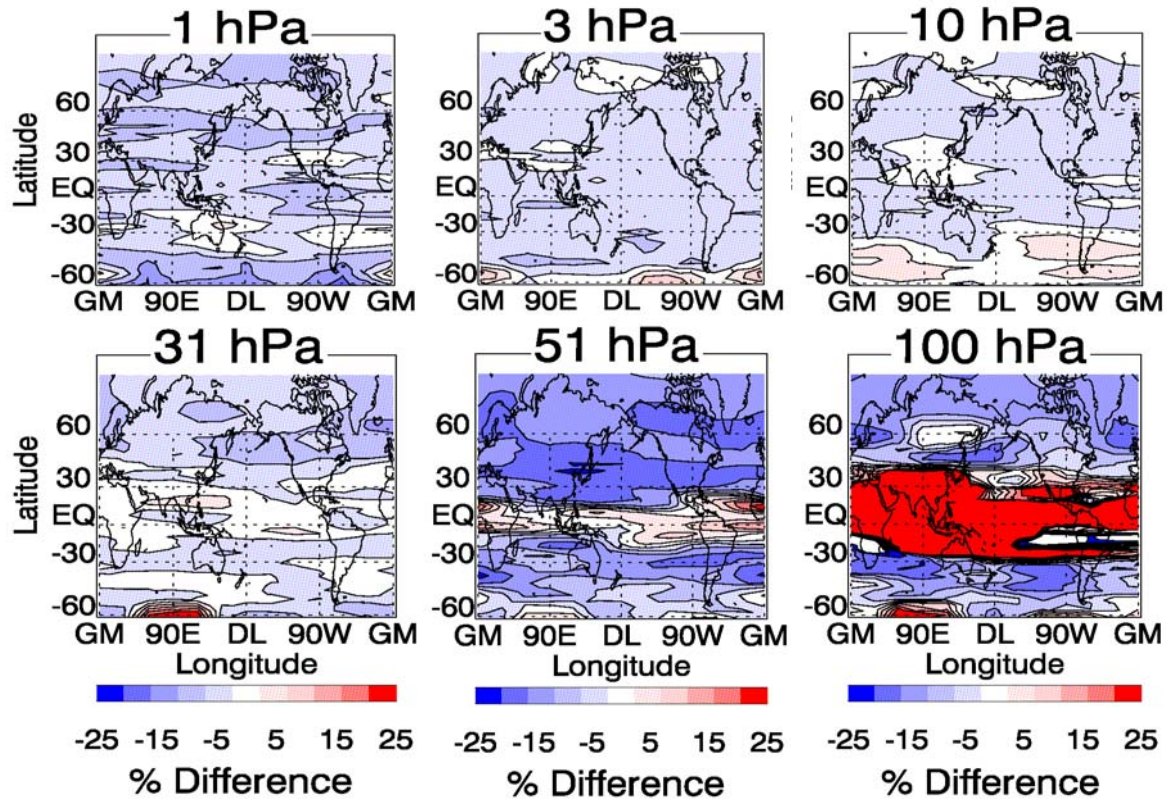 1 hPa
3 hPa
10 hPa
Latitude
60
30
EQ
-30
-60
GM 90E DL 90W GM
60
30
EQ
-30
-60
GM 90E DL 90W GM
60
30
EQ
-30
-60
GM 90E DL 90W GM
31 hPa
51 hPa
100 hPa
Latitude
60
30
EQ
-30
-60
GM 90E DL 90W GM
Longitude
60
30
EQ
-30
-60
GM 90E DL 90W GM
Longitude
60
30
EQ
-30
-60
GM 90E DL 90W GM
Longitude
-25 -15 -5 5 15 25
% Difference
-25 -15 -5 5 15 25
% Difference
-25 -15 -5 5 15 25
% Difference